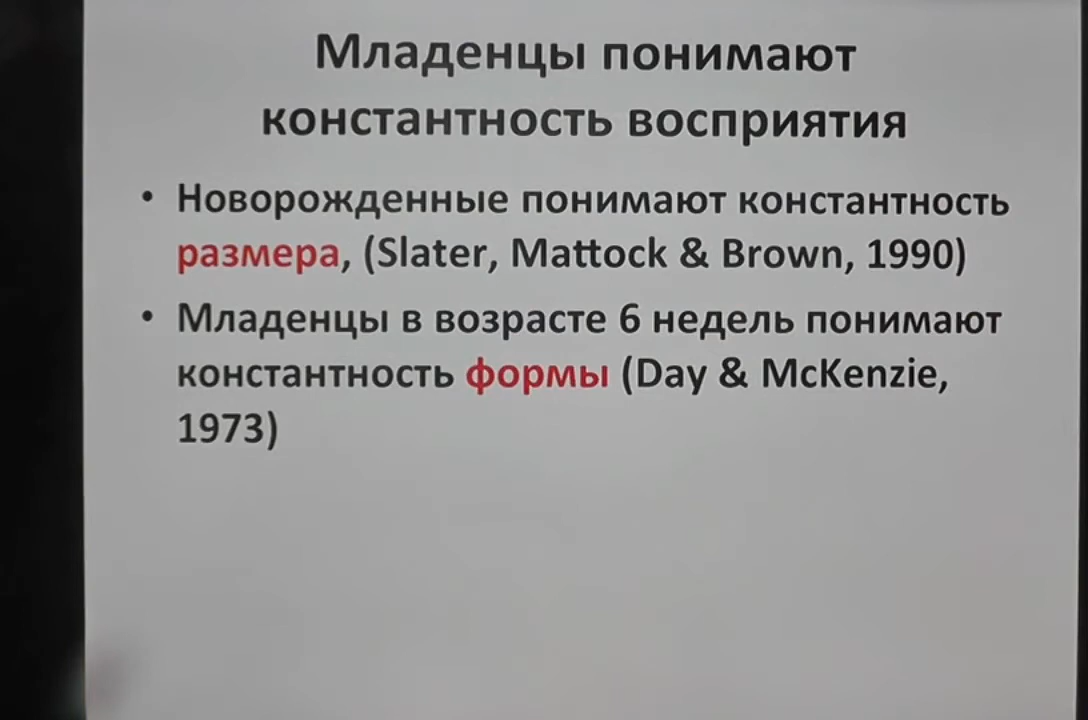 Младенцы понимают
константность восприятия
• Новорожденные понимают константность
размера, (Slater, Mattock & Brown, 1990)
• Младенцы в возрасте 6 недель понимают
константность формы (Day & McKenzie,
1973)